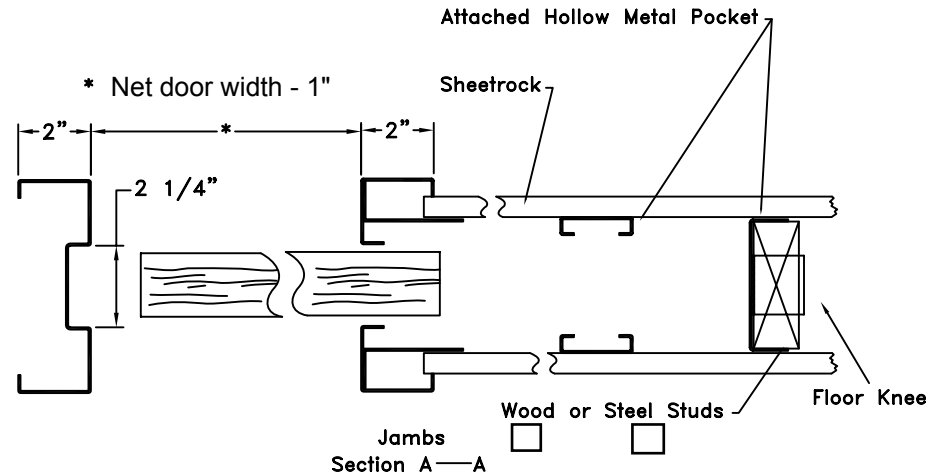 Attached Hollow Metal Pocket
* Net door width - 1"
Sheetrock
2"
*
2"
2 1/4"
Floor Knee
Wood or Steel Studs
Jambs
Section A—A